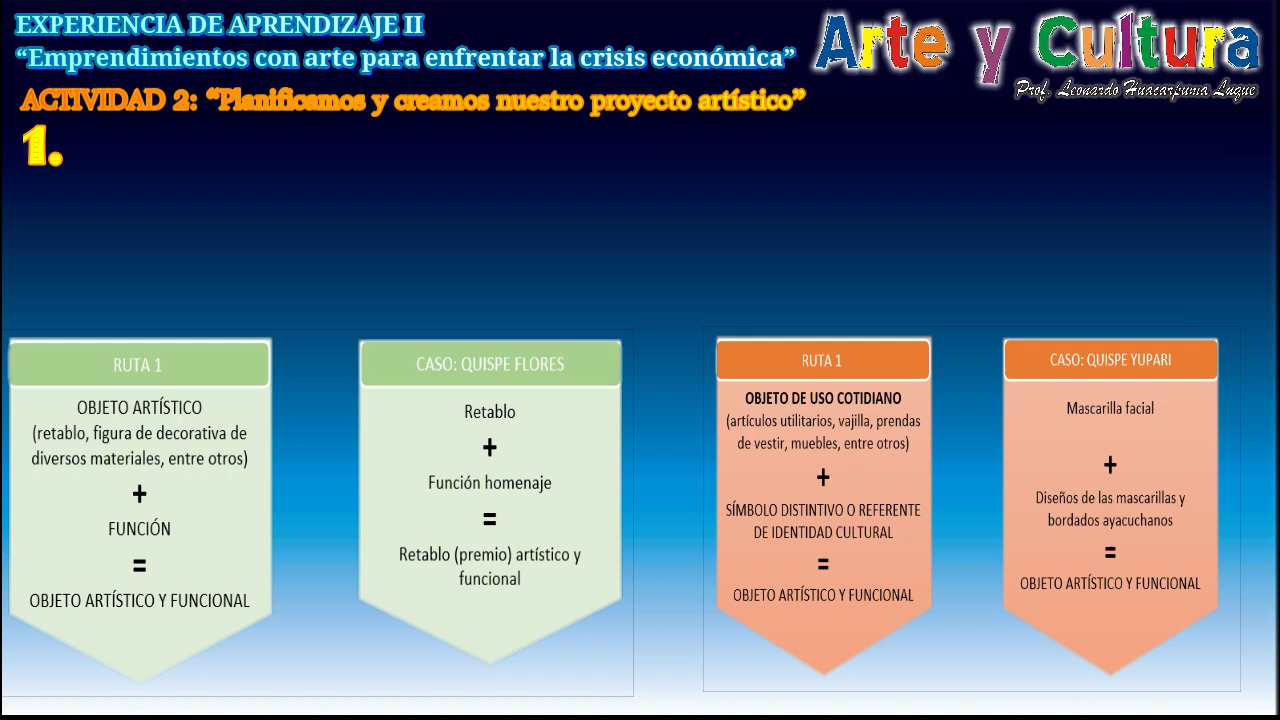 EXPERIENCIA DE APRENDIZAJE II
“Emprendimientos con arte para enfrentar la crisis económica”
Arte y Cultura
Prof. Leonardo Huacarpuma Luque
ACTIVIDAD 2: “Planificamos y creamos nuestro proyecto artístico”
1.
RUTA 1
OBJETO ARTÍSTICO
(retablo, figura de decorativa de
diversos materiales, entre otros)
+
FUNCIÓN
=
OBJETO ARTÍSTICO Y FUNCIONAL
CASO: QUISPE FLORES
Retablo
+
Función homenaje
=
Retablo (premio) artístico y
funcional
RUTA 1
OBJETO DE USO COTIDIANO
(artículos utilitarios, vajilla, prendas
de vestir, muebles, entre otros)
+
SÍMBOLO DISTINTIVO O REFERENTE
DE IDENTIDAD CULTURAL
=
OBJETO ARTÍSTICO Y FUNCIONAL
CASO: QUISPE YUPARI
Mascarilla facial
+
Diseños de las mascarillas y
bordados ayacuchanos
=
OBJETO ARTÍSTICO Y FUNCIONAL